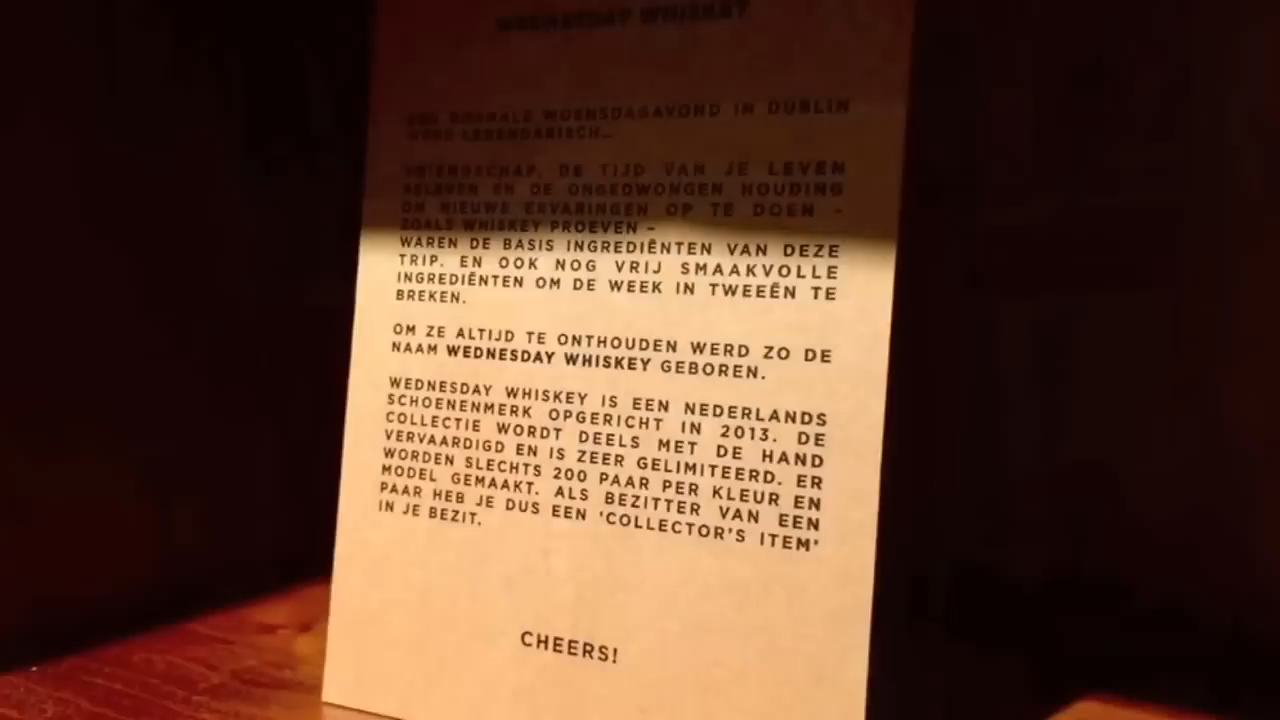 WEDNESDAY WHISKEY
EEN NORMALE WOENSDAGAVOND IN DUBLIN
WERD LEGENDARISCH...
VRIENDSCHAP, DE TIJD VAN JE LEVEN
BELEVEN EN DE ONGEDWONGEN HOUDING
OM NIEUWE ERVARINGEN OP TE DOEN –
ZOALS WHISKEY PROEVEN –
WAREN DE BASIS INGREDIËNTEN VAN DEZE
TRIP. EN OOK NOG VRIJ SMAAKVOLLE
INGREDIËNTEN OM DE WEEK IN TWEEËN TE
BREKEN.
OM ZE ALTIJD TE ONTHOUDEN WERD ZO DE
NAAM WEDNESDAY WHISKEY GEBOREN.
WEDNESDAY WHISKEY IS EEN NEDERLANDS
SCHOENENMERK OPGERICHT IN 2013. DE
COLLECTIE WORDT DEELS MET DE HAND
VERVAARDIGD EN IS ZEER GELIMITEERD. ER
WORDEN SLECHTS 200 PAAR PER KLEUR EN
MODEL GEMAAKT. ALS BEZITTER VAN EEN
PAAR HEB JE DUS EEN 'COLLECTOR'S ITEM'
IN JE BEZIT.
CHEERS!